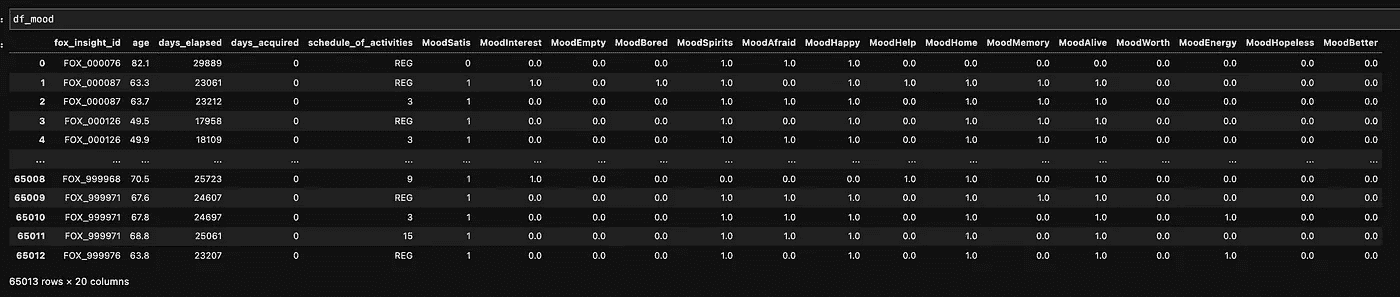 df_mood
fox_insight_id age days_elapsed days_acquired schedule_of_activities MoodSatis MoodInterest MoodEmpty MoodBored MoodSpirits MoodAfraid MoodHappy MoodHelp MoodHome MoodMemory MoodAlive MoodWorth MoodEnergy MoodHopeless MoodBetter
0 FOX_000076 82.1 29889 0 REG 0 0.0 0.0 0.0 1.0 1.0 1.0 0.0 0.0 0.0 0.0 0.0 0.0 0.0 0.0
1 FOX_000087 63.3 23061 0 REG 1 1.0 0.0 1.0 1.0 0.0 1.0 1.0 1.0 1.0 1.0 0.0 0.0 0.0 0.0
2 FOX_000087 63.7 23212 0 3 1 0.0 0.0 0.0 1.0 0.0 1.0 0.0 1.0 0.0 1.0 0.0 0.0 0.0 0.0
3 FOX_000126 49.5 17958 0 REG 1 0.0 0.0 0.0 1.0 1.0 1.0 0.0 1.0 1.0 1.0 0.0 0.0 0.0 0.0
4 FOX_000126 49.9 18109 0 3 1 0.0 0.0 0.0 1.0 1.0 1.0 0.0 1.0 1.0 1.0 0.0 0.0 0.0 0.0
... ... ... ... ... ... ... ... ... ... ... ... ... ... ... ... ... ... ... ... ...
65008 FOX_999968 70.5 25723 0 9 1 1.0 0.0 0.0 0.0 0.0 0.0 0.0 1.0 0.0 1.0 0.0 1.0 0.0 0.0
65009 FOX_999971 67.6 24607 0 REG 1 0.0 0.0 0.0 1.0 1.0 1.0 0.0 1.0 1.0 1.0 0.0 0.0 0.0 0.0
65010 FOX_999971 67.8 24697 0 3 1 0.0 0.0 0.0 1.0 1.0 1.0 0.0 1.0 0.0 1.0 0.0 1.0 0.0 0.0
65011 FOX_999971 68.8 25061 0 15 1 0.0 0.0 0.0 1.0 1.0 1.0 0.0 1.0 0.0 1.0 0.0 0.0 0.0 0.0
65012 FOX_999976 63.8 23207 0 REG 1 0.0 0.0 0.0 1.0 0.0 1.0 0.0 1.0 0.0 1.0 0.0 1.0 0.0 0.0
65013 rows × 20 columns